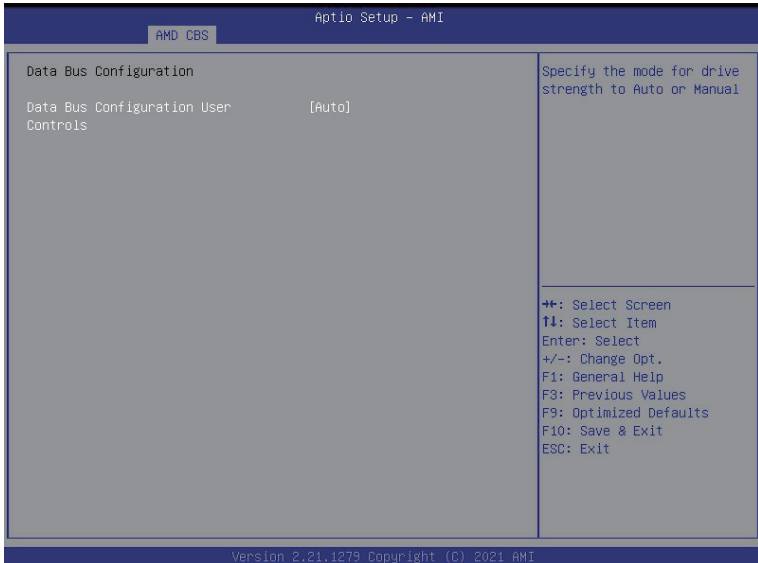 Aptio Setup – AMI
AMD CBS
Data Bus Configuration
Data Bus Configuration User [Auto]
Controls
Specify the mode for drive
strength to Auto or Manual
→←: Select Screen
↑↓: Select Item
Enter: Select
+/-: Change Opt.
F1: General Help
F3: Previous Values
F9: Optimized Defaults
F10: Save & Exit
ESC: Exit
Version 2.21.1279 Copyright (C) 2021 AMI